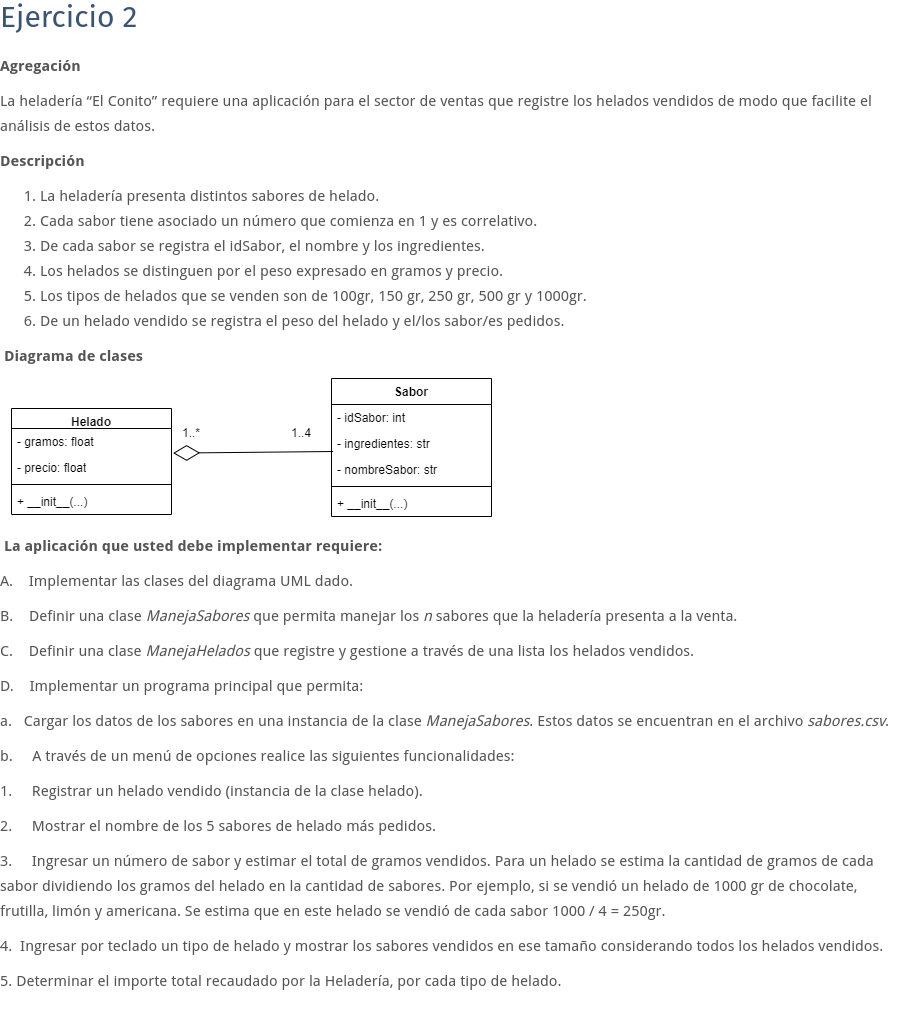 Ejercicio 2
Agregación
La heladería “El Conito” requiere una aplicación para el sector de ventas que registre los helados vendidos de modo que facilite el
análisis de estos datos.
Descripción
1. La heladería presenta distintos sabores de helado.
2. Cada sabor tiene asociado un número que comienza en 1 y es correlativo.
3. De cada sabor se registra el idSabor, el nombre y los ingredientes.
4. Los helados se distinguen por el peso expresado en gramos y precio.
5. Los tipos de helados que se venden son de 100gr, 150 gr, 250 gr, 500 gr y 1000gr.
6. De un helado vendido se registra el peso del helado y el/los sabor/es pedidos.
Diagrama de clases
Helado
- gramos: float
- precio: float
+ __init__(...)
1..*
1..4
Sabor
- idSabor: int
- ingredientes: str
- nombreSabor: str
+ __init__(...)
La aplicación que usted debe implementar requiere:
A. Implementar las clases del diagrama UML dado.
B. Definir una clase ManejaSabores que permita manejar los n sabores que la heladería presenta a la venta.
C. Definir una clase ManejaHelados que registre y gestione a través de una lista los helados vendidos.
D. Implementar un programa principal que permita:
a. Cargar los datos de los sabores en una instancia de la clase ManejaSabores. Estos datos se encuentran en el archivo sabores.csv.
b. A través de un menú de opciones realice las siguientes funcionalidades:
1. Registrar un helado vendido (instancia de la clase helado).
2. Mostrar el nombre de los 5 sabores de helado más pedidos.
3. Ingresar un número de sabor y estimar el total de gramos vendidos. Para un helado se estima la cantidad de gramos de cada
sabor dividiendo los gramos del helado en la cantidad de sabores. Por ejemplo, si se vendió un helado de 1000 gr de chocolate,
frutilla, limón y americana. Se estima que en este helado se vendió de cada sabor 1000 / 4 = 250gr.
4. Ingresar por teclado un tipo de helado y mostrar los sabores vendidos en ese tamaño considerando todos los helados vendidos.
5. Determinar el importe total recaudado por la Heladería, por cada tipo de helado.